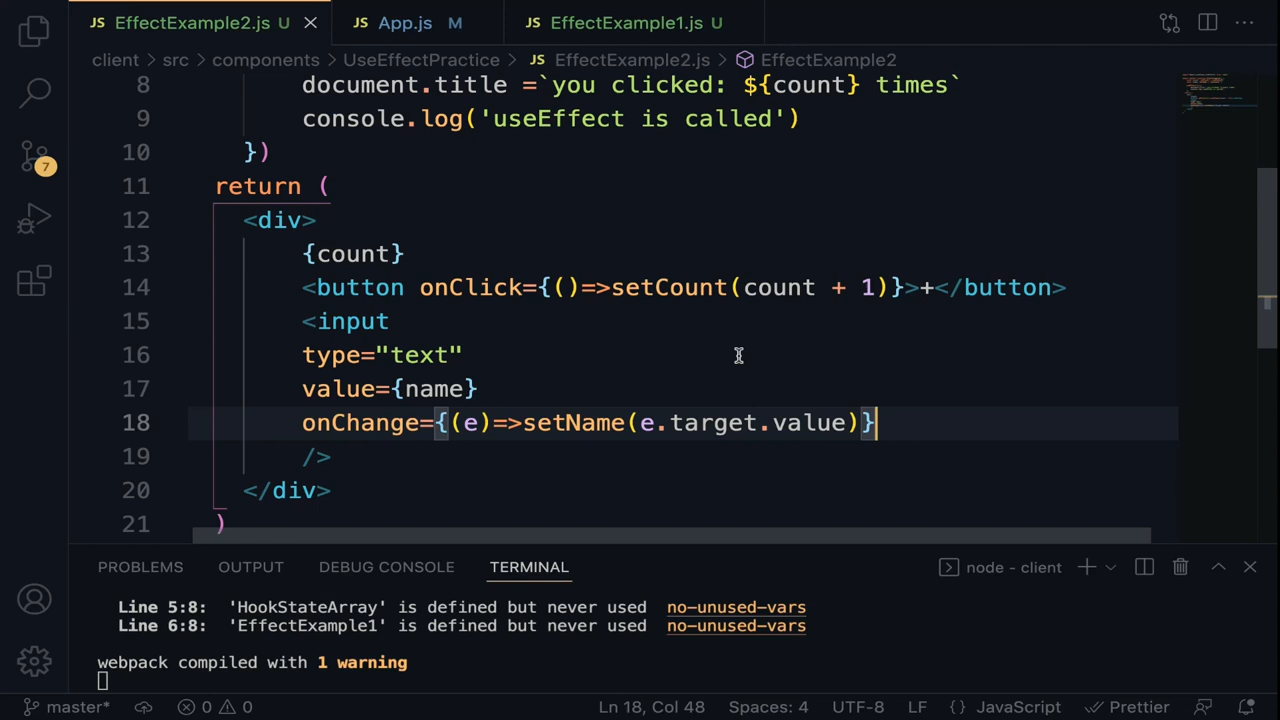 JS EffectExample2.js U
JS App.js M
JS EffectExample1.js U
client > src > components > UseEffectPractice > JS EffectExample2.js > EffectExample2
8 document.title =`you clicked: ${count} times`
9 console.log('useEffect is called')
10 })
11 return (
12 <div>
13 {count}
14 <button onClick={()=>setCount(count + 1)}>+</button>
15 <input
16 type="text"
17 value={name}
18 onChange={(e)=>setName(e.target.value)}
19 />
20 </div>
21 )
7
PROBLEMS OUTPUT DEBUG CONSOLE TERMINAL node - client
Line 5:8: 'HookStateArray' is defined but never used no-unused-vars
Line 6:8: 'EffectExample1' is defined but never used no-unused-vars
webpack compiled with 1 warning
master* 0 0 Ln 18, Col 48 Spaces: 4 UTF-8 LF {} JavaScript Prettier